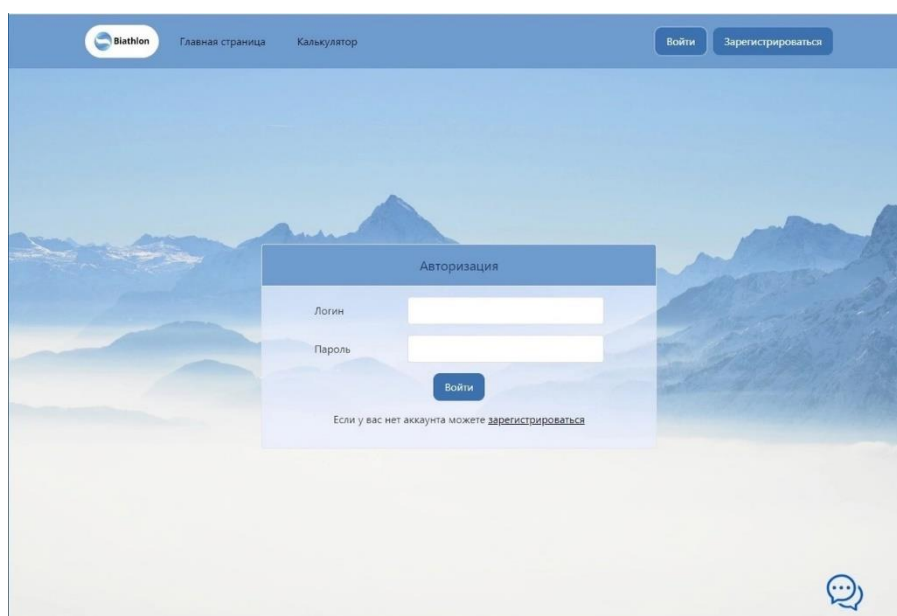 Biathlon Главная страница Калькулятор Войти Зарегистрироваться
Авторизация
Логин
Пароль
Войти
Если у вас нет аккаунта можете зарегистрироваться